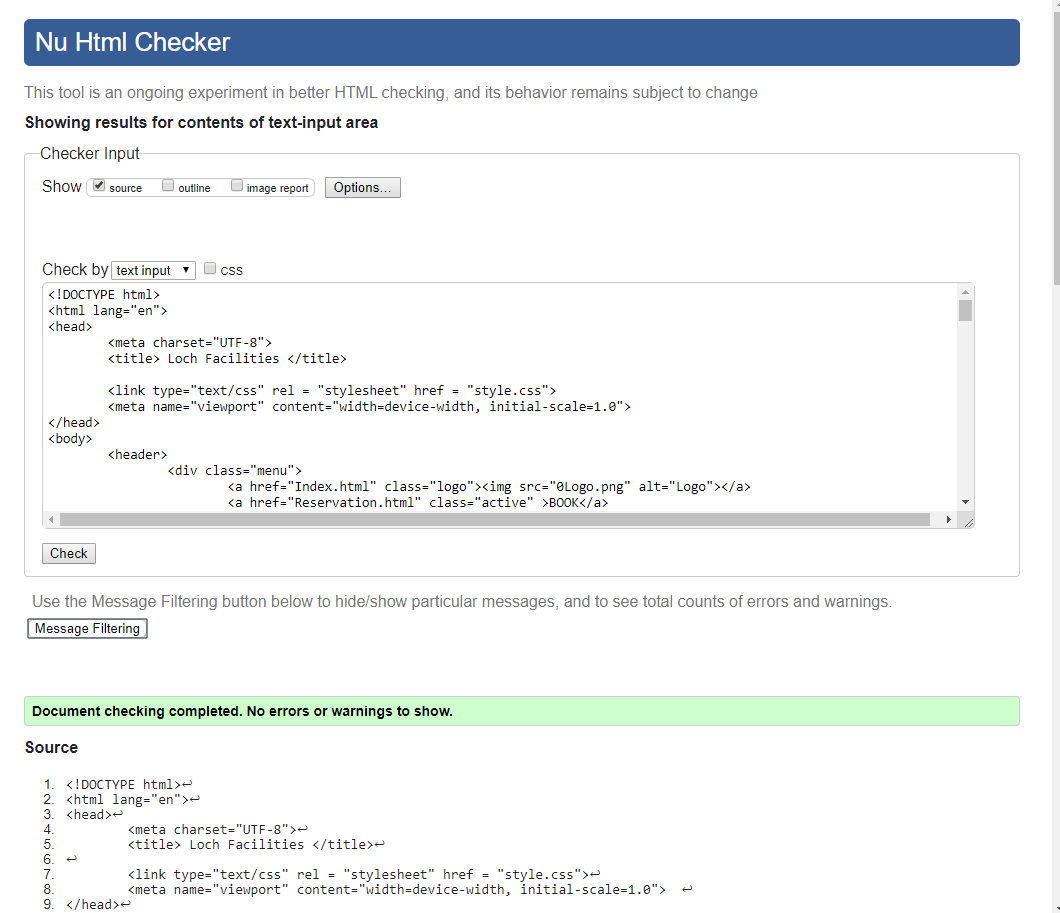 Nu Html Checker
This tool is an ongoing experiment in better HTML checking, and its behavior remains subject to change
Showing results for contents of text-input area
Checker Input
Show source outline image report Options...
Check by text input css
<!DOCTYPE html>
<html lang="en">
<head>
<meta charset="UTF-8">
<title> Loch Facilities </title>
<link type="text/css" rel = "stylesheet" href = "style.css">
<meta name="viewport" content="width=device-width, initial-scale=1.0">
</head>
<body>
<header>
<div class="menu">
<a href="Index.html" class="logo"><img src="0Logo.png" alt="Logo"></a>
<a href="Reservation.html" class="active" >BOOK</a>
Check
Use the Message Filtering button below to hide/show particular messages, and to see total counts of errors and warnings.
Message Filtering
Document checking completed. No errors or warnings to show.
Source
1. <!DOCTYPE html>↩
2. <html lang="en">↩
3. <head>↩
4. <meta charset="UTF-8">↩
5. <title> Loch Facilities </title>↩
6. ↩
7. <link type="text/css" rel = "stylesheet" href = "style.css">↩
8. <meta name="viewport" content="width=device-width, initial-scale=1.0"> ↩
9. </head>↩